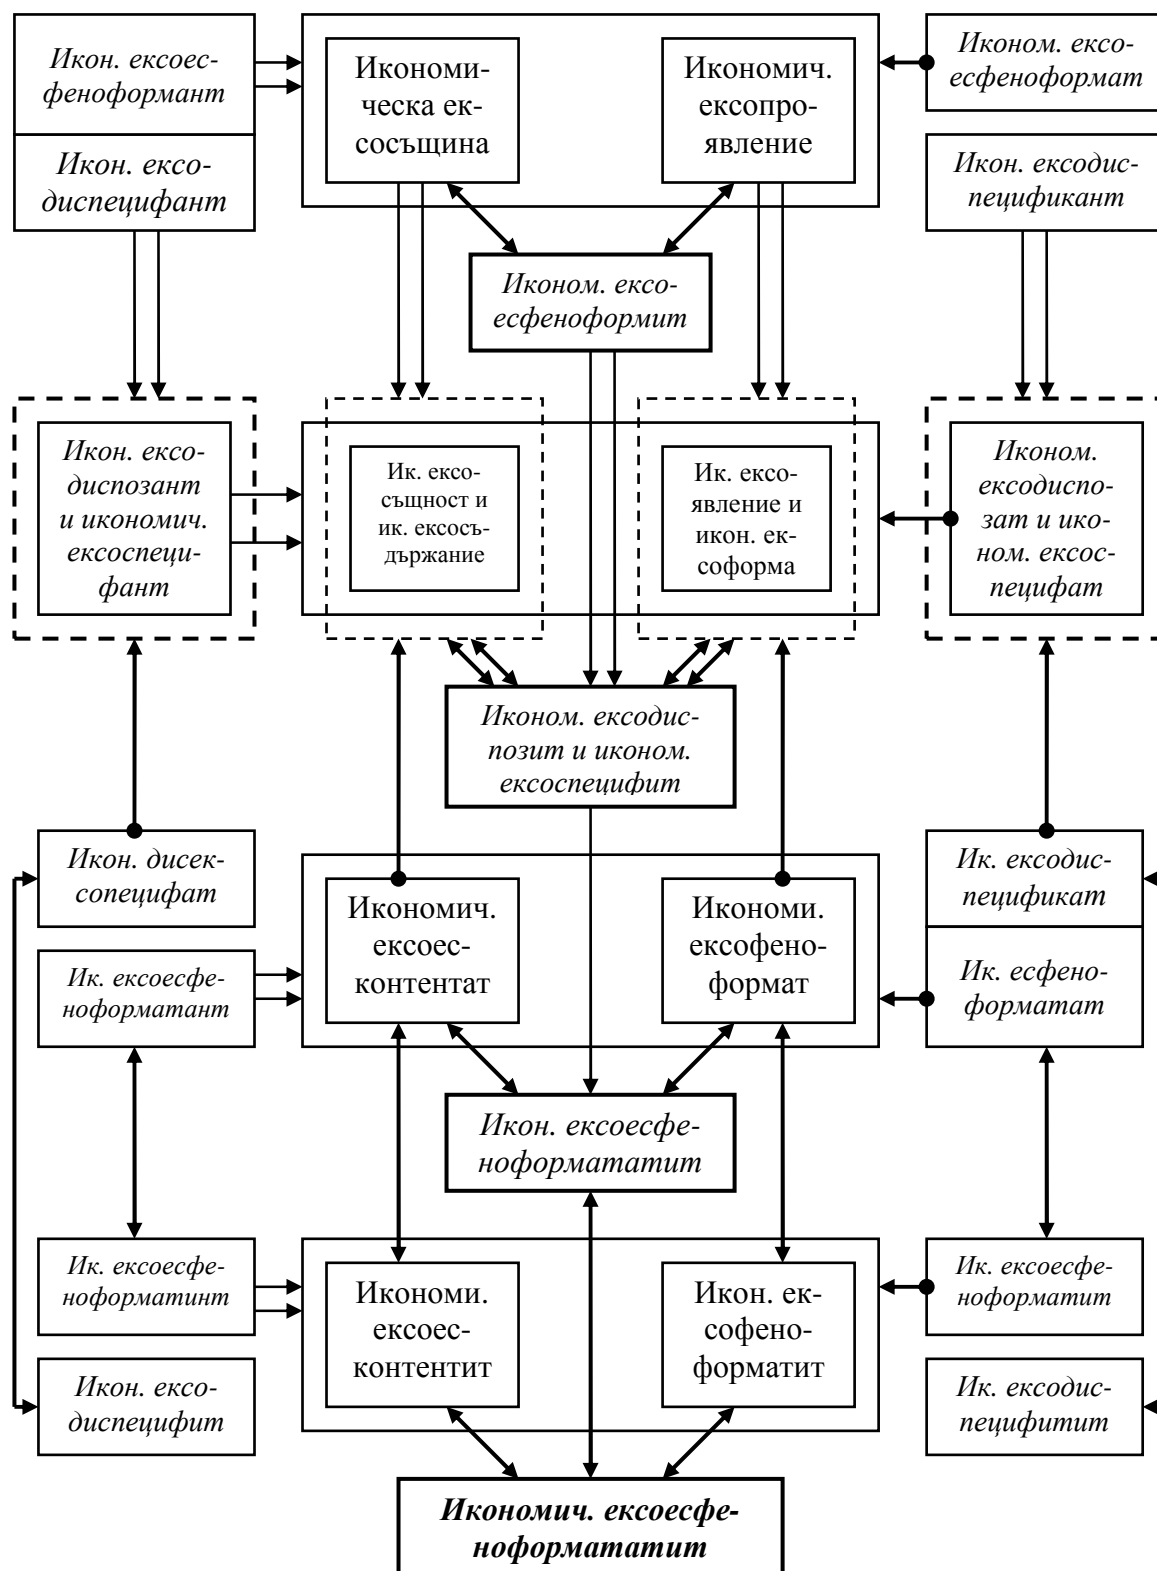 Икон. ексоес-
феноформант
Икономи-
ческа ек-
сосъщина
Икономич.
ексопро-
явление
Иконом. ексо-
есфеноформат
Икон. ексо-
диспецифант
Икон. ексодис-
пецификант
Иконом. ексо-
есфеноформит
Икон. ексо-
диспозант
и икономич.
ексоспеци-
фант
Ик. ексо-
същност и
ик. ексосъ-
държание
Ик. ексо-
явление и
икон. ек-
соформа
Иконом.
ексодиспо-
зат и ико-
ном. ексос-
пецифат
Иконом. ексодис-
позит и иконом.
ексоспецифит
Икон. дисек-
сопецифат
Икономич.
ексоес-
контентат
Икономи.
ексофено-
формат
Ик. ексодис-
пецификат
Ик. ексоесфе-
ноформатант
Ик. есфено-
форматат
Икон. ексоесфе-
ноформататит
Ик. ексоесфе-
ноформатинт
Икономи.
ексоес-
контентит
Икон. ек-
софено-
форматит
Ик. ексоесфе-
ноформатит
Икон. ексо-
диспецифит
Ик. ексодис-
пецифитит
Икономич. ексоесфе-
ноформататит